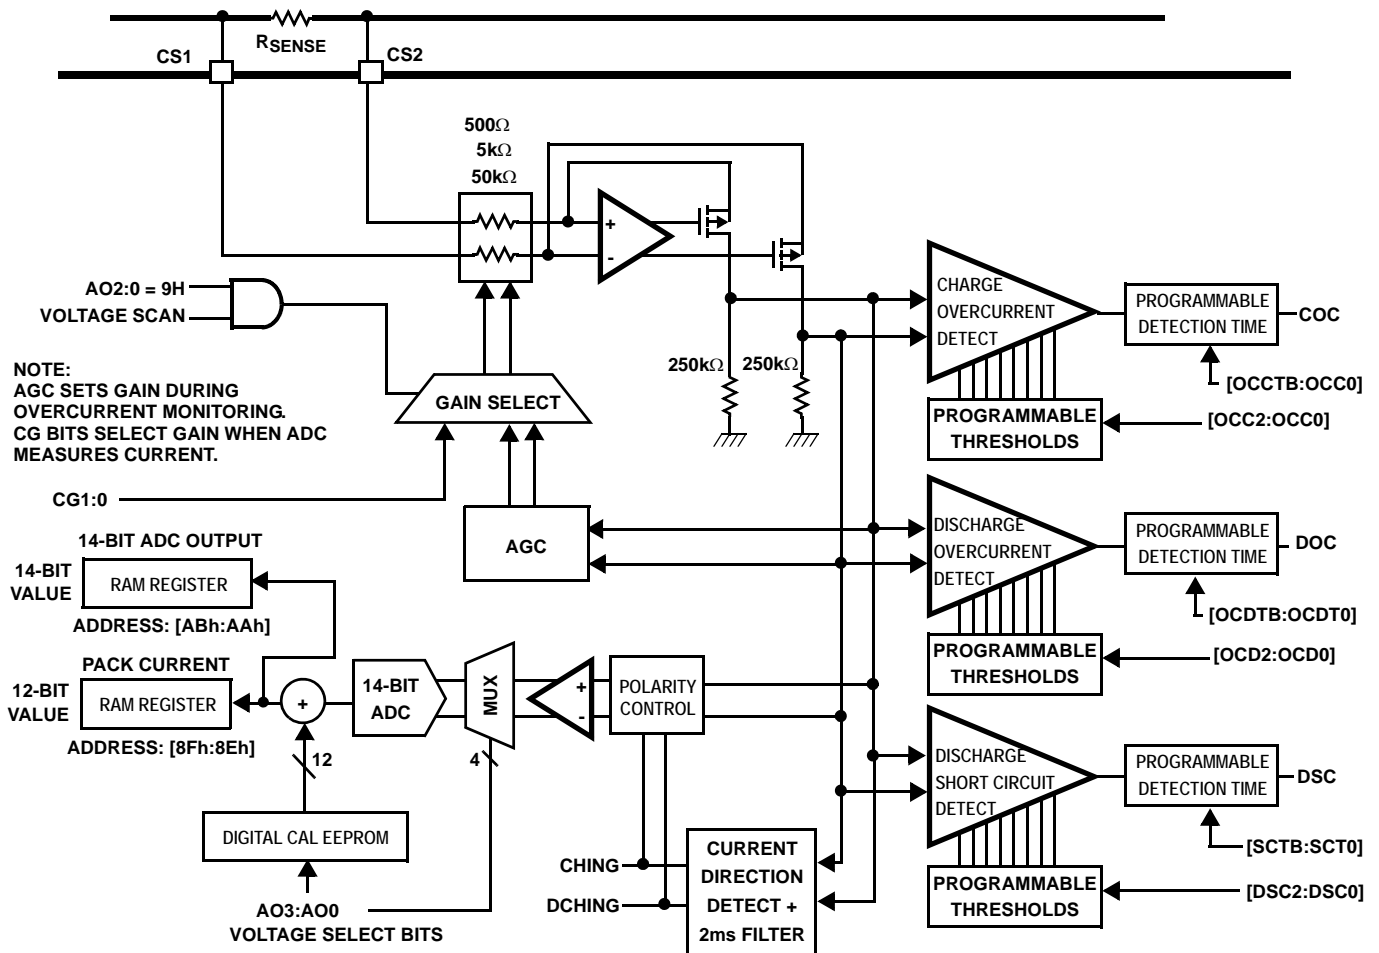 RSENSE
CS1
CS2
500Ω
5kΩ
50kΩ
+
-
AO2:0 = 9H
VOLTAGE SCAN
NOTE:
AGC SETS GAIN DURING
OVERCURRENT MONITORING.
CG BITS SELECT GAIN WHEN ADC
MEASURES CURRENT.
GAIN SELECT
250kΩ
250kΩ
CHARGE
OVERCURRENT
DETECT
PROGRAMMABLE
DETECTION TIME
COC
[OCCTB:OCC0]
PROGRAMMABLE
THRESHOLDS
[OCC2:OCC0]
CG1:0
AGC
DISCHARGE
OVERCURRENT
DETECT
PROGRAMMABLE
DETECTION TIME
DOC
[OCDTB:OCDT0]
PROGRAMMABLE
THRESHOLDS
[OCD2:OCD0]
14-BIT ADC OUTPUT
14-BIT
VALUE
RAM REGISTER
ADDRESS: [ABh:AAh]
PACK CURRENT
12-BIT
VALUE
RAM REGISTER
ADDRESS: [8Fh:8Eh]
+
14-BIT
ADC
MUX
+
-
POLARITY
CONTROL
12
4
DIGITAL CAL EEPROM
AO3:AO0
VOLTAGE SELECT BITS
CHING
DCHING
CURRENT
DIRECTION
DETECT +
2ms FILTER
DISCHARGE
SHORT CIRCUIT
DETECT
PROGRAMMABLE
DETECTION TIME
DSC
[SCTB:SCT0]
PROGRAMMABLE
THRESHOLDS
[DSC2:DSC0]